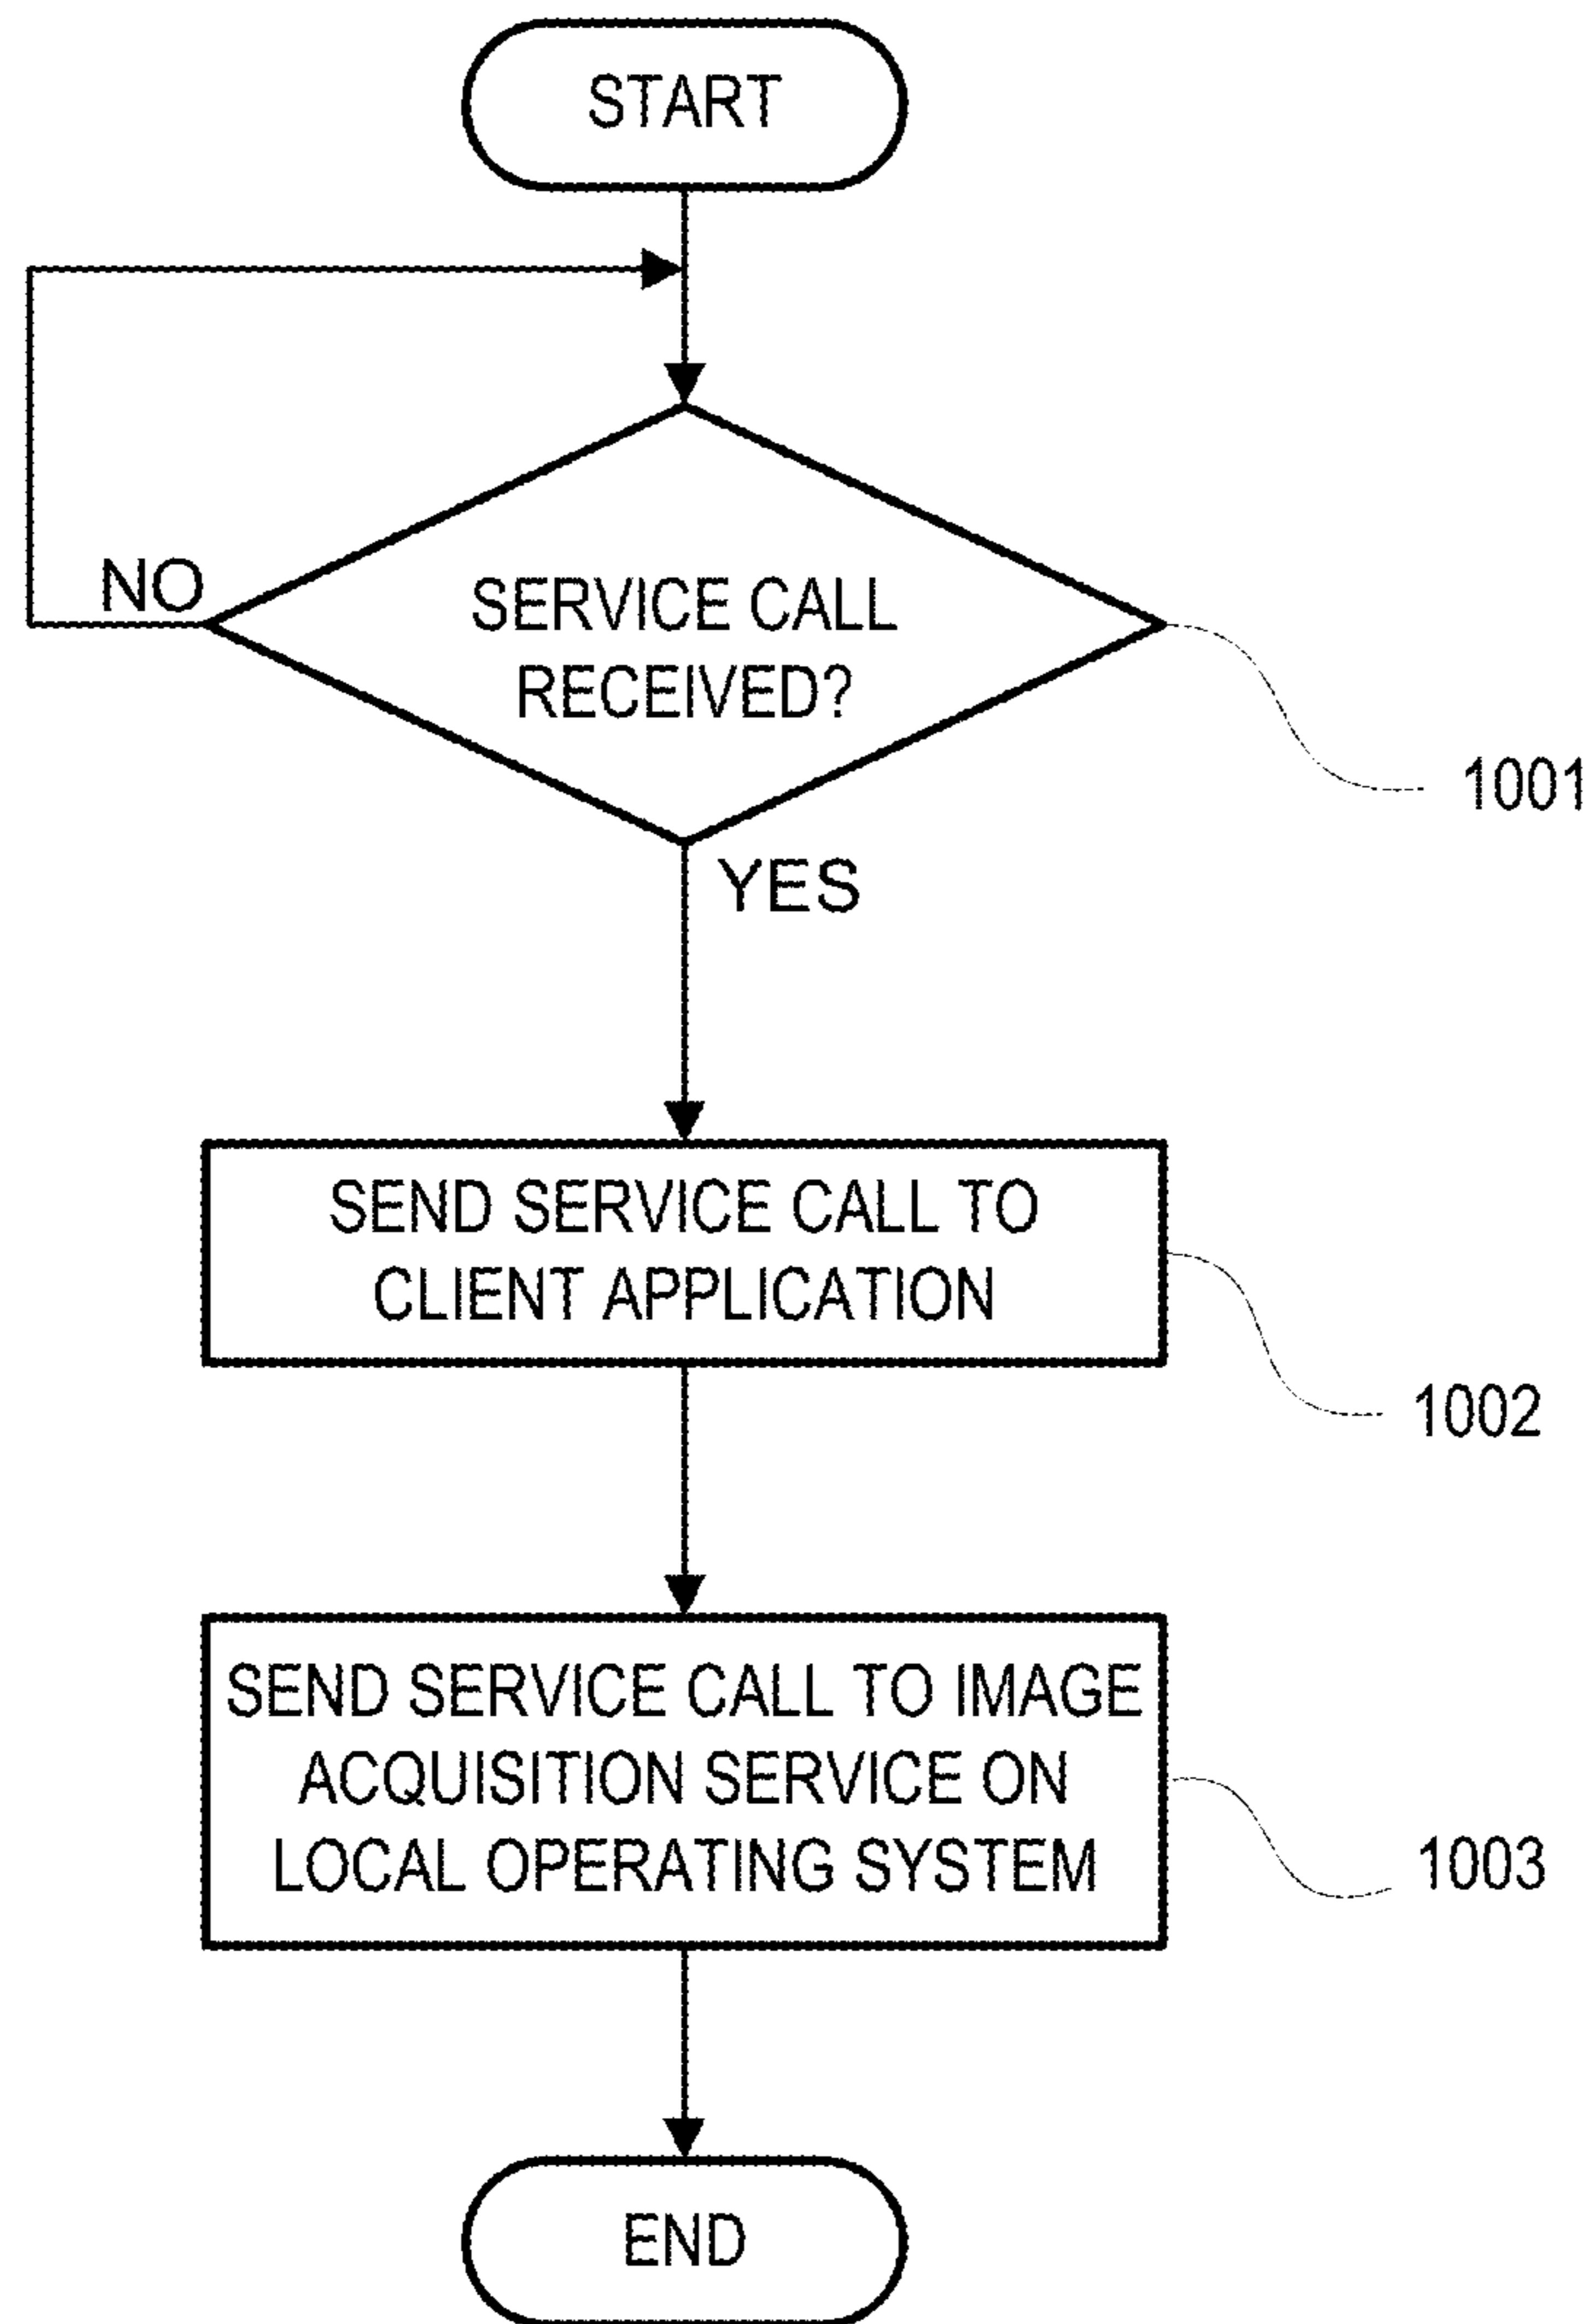 START
NO
SERVICE CALL
RECEIVED?
1001
YES
SEND SERVICE CALL TO
CLIENT APPLICATION
1002
SEND SERVICE CALL TO IMAGE
ACQUISITION SERVICE ON
LOCAL OPERATING SYSTEM
1003
END